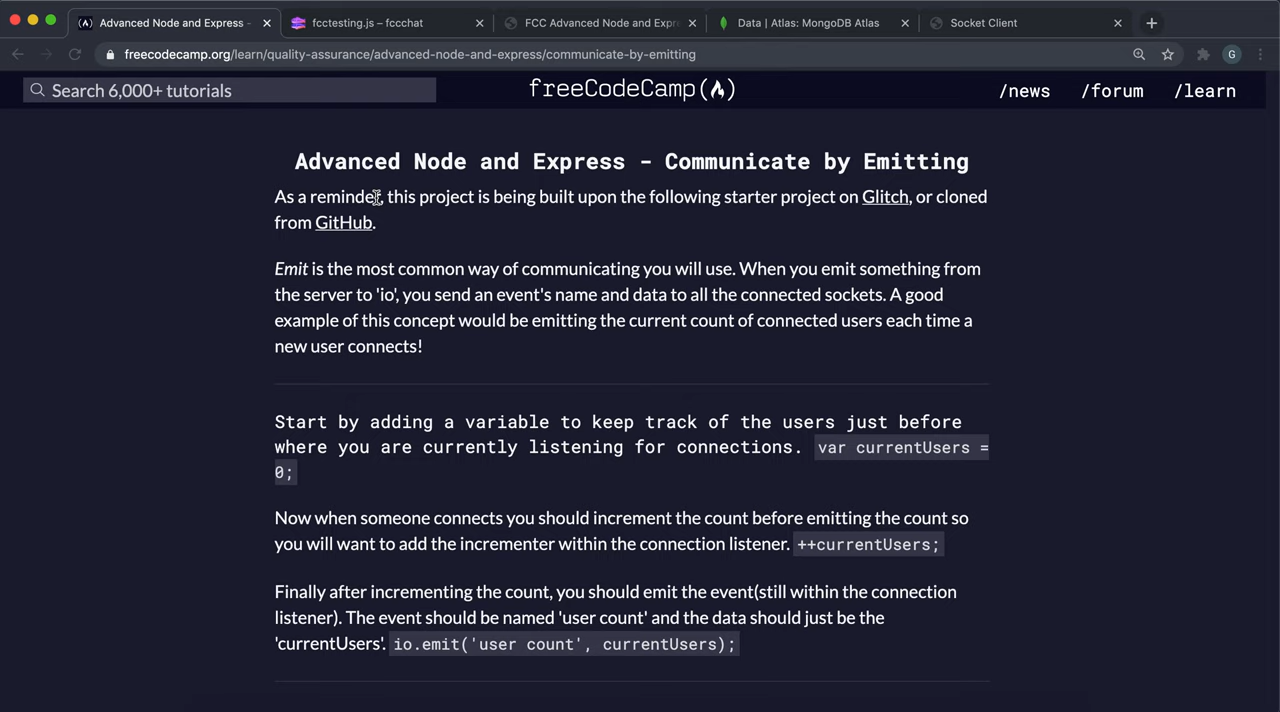 Advanced Node and Express -
fcctesting.js – fccchat
FCC Advanced Node and Expre
Data | Atlas: MongoDB Atlas
Socket Client
freecodecamp.org/learn/quality-assurance/advanced-node-and-express/communicate-by-emitting
G
Search 6,000+ tutorials
freeCodeCamp
/news
/forum
/learn
Advanced Node and Express - Communicate by Emitting
As a reminder, this project is being built upon the following starter project on Glitch, or cloned
from GitHub.
Emit is the most common way of communicating you will use. When you emit something from
the server to 'io', you send an event's name and data to all the connected sockets. A good
example of this concept would be emitting the current count of connected users each time a
new user connects!
Start by adding a variable to keep track of the users just before
where you are currently listening for connections. var currentUsers =
0;
Now when someone connects you should increment the count before emitting the count so
you will want to add the incrementer within the connection listener. ++currentUsers;
Finally after incrementing the count, you should emit the event(still within the connection
listener). The event should be named 'user count' and the data should just be the
'currentUsers'. io.emit('user count', currentUsers);